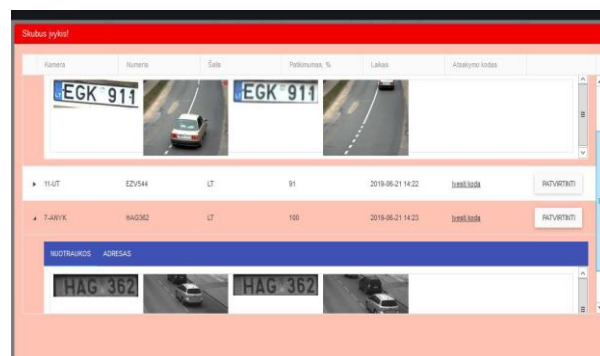 Skubus įvykis!
Kamera Numeris Šalis Patikimumas, % Laikas Atsakymo kodas
LT EGK 911 EGK 911
11-UT EZV544 LT 91 2019-06-21 14:22 Įvesti kodą PATVIRTINTI
7-ANYK HAG362 LT 100 2019-06-21 14:23 Įvesti kodą PATVIRTINTI
NUOTRAUKOS ADRESAS
HAG 362 HAG 362